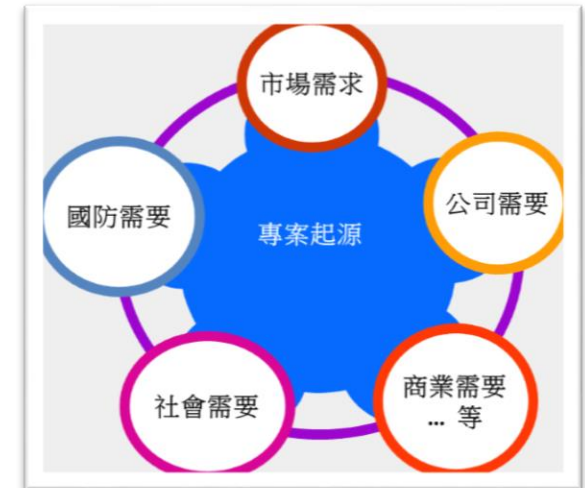 市場需求
國防需要
公司需要
專案起源
社會需要
商業需要
... 等